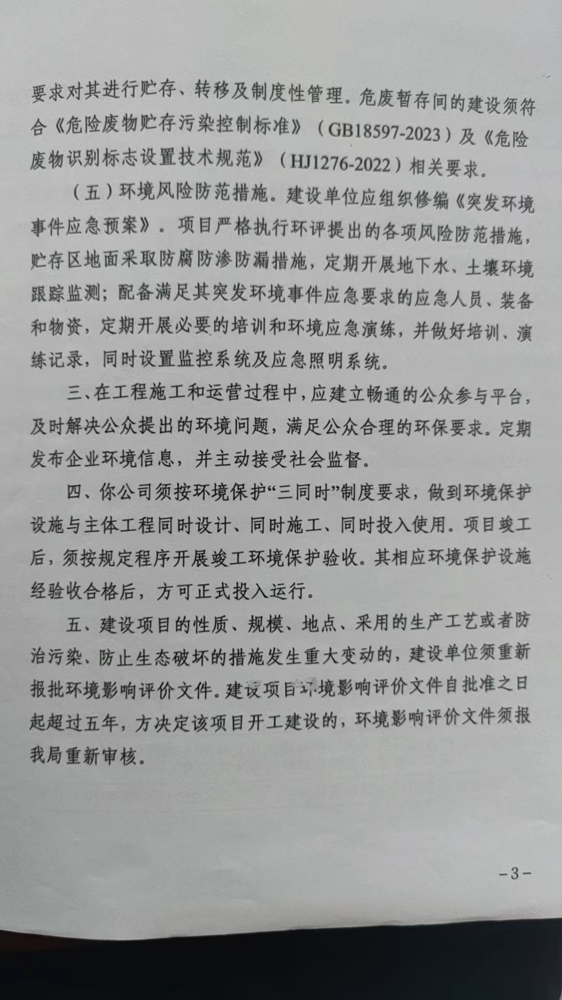 要求对其进行贮存、转移及制度性管理。危废暂存间的建设须符
合《危险废物贮存污染控制标准》（GB18597-2023）及《危险
废物识别标志设置技术规范》（HJ1276-2022）相关要求。
（五）环境风险防范措施。建设单位应组织修编《突发环境
事件应急预案》。项目严格执行环评提出的各项风险防范措施，
贮存区地面采取防腐防渗防漏措施，定期开展地下水、土壤环境
跟踪监测；配备满足其突发环境事件应急要求的应急人员、装备
和物资，定期开展必要的培训和环境应急演练，并做好培训、演
练记录，同时设置监控系统及应急照明系统。
三、在工程施工和运营过程中，应建立畅通的公众参与平台，
及时解决公众提出的环境问题，满足公众合理的环保要求。定期
发布企业环境信息，并主动接受社会监督。
四、你公司须按环境保护“三同时”制度要求，做到环境保护
设施与主体工程同时设计、同时施工、同时投入使用。项目竣工
后，须按规定程序开展竣工环境保护验收。其相应环境保护设施
经验收合格后，方可正式投入运行。
五、建设项目的性质、规模、地点、采用的生产工艺或者防
治污染、防止生态破坏的措施发生重大变动的，建设单位须重新
报批环境影响评价文件。建设项目环境影响评价文件自批准之日
起超过五年，方决定该项目开工建设的，环境影响评价文件须报
我局重新审核。
－3－